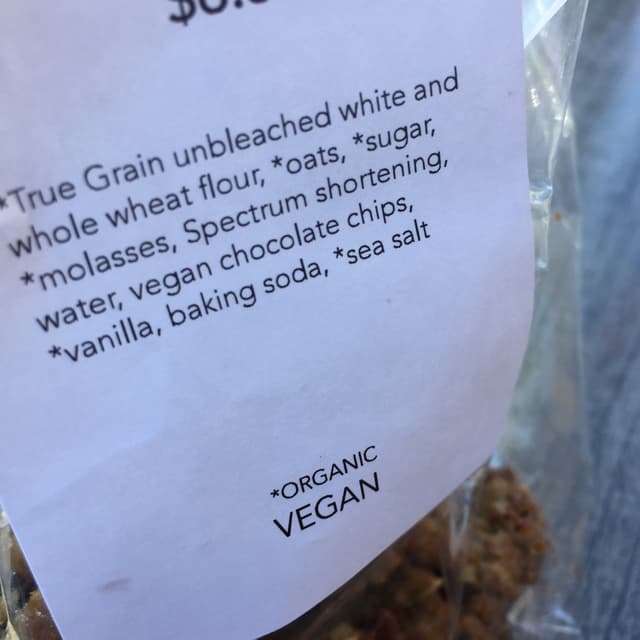 *True Grain unbleached white and
whole wheat flour, *oats, *sugar,
*molasses, Spectrum shortening,
water, vegan chocolate chips,
*vanilla, baking soda, *sea salt
*ORGANIC
VEGAN